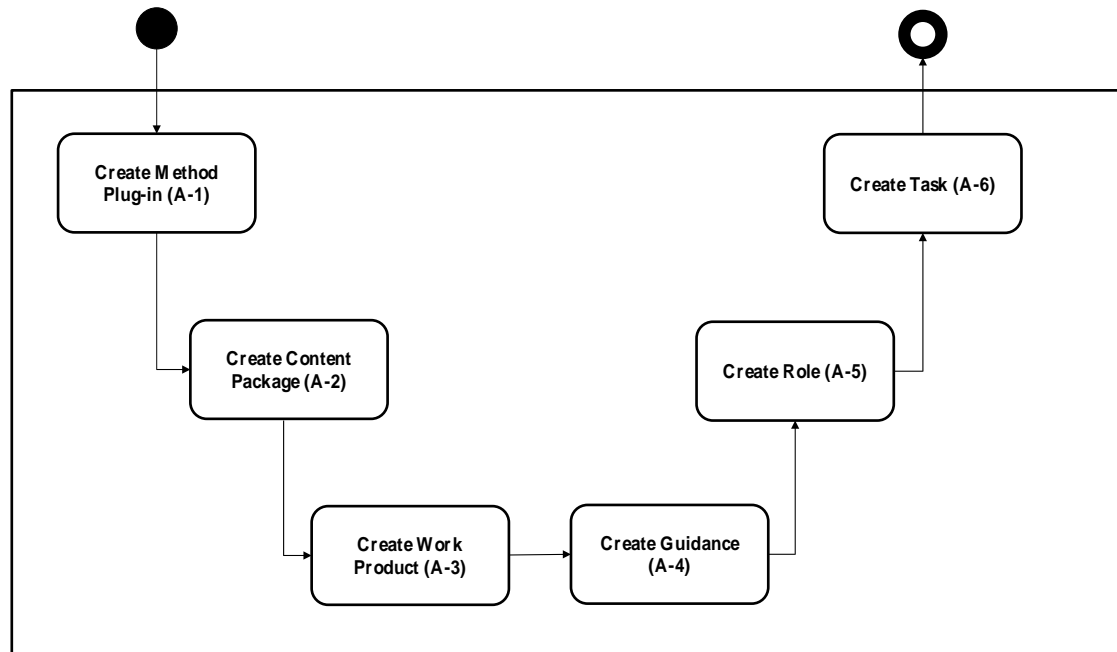 Create Method
Plug-in (A-1)
Create Content
Package (A-2)
Create Work
Product (A-3)
Create Guidance
(A-4)
Create Role (A-5)
Create Task (A-6)